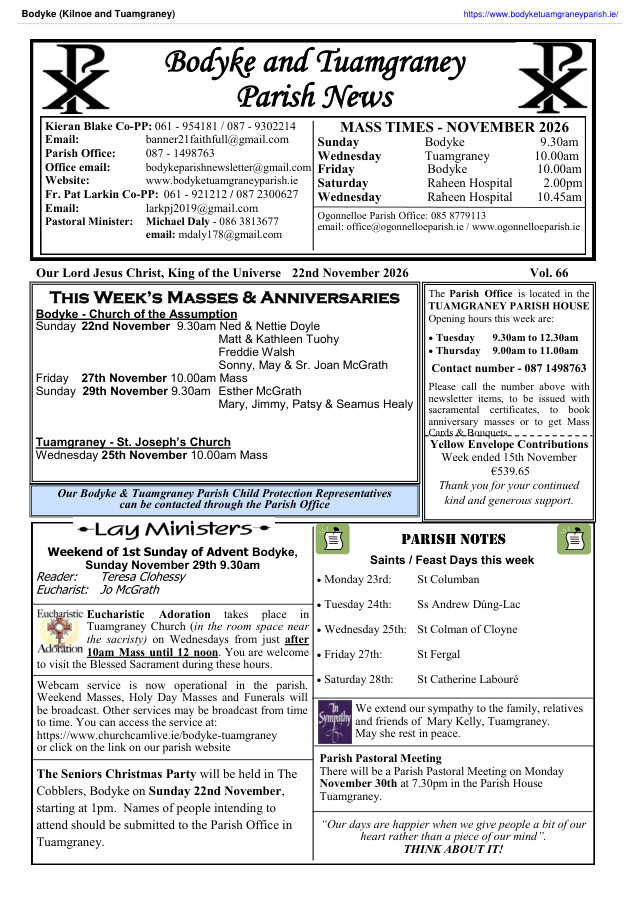 Bodyke (Kilnoe and Tuamgraney)
https://www.bodyketuamgraneyparish.ie/
Bodyke and Tuamgraney
Parish News
Kieran Blake Co-PP: 061 - 954181 / 087 - 9302214
Email: banner21faithfull@gmail.com
Parish Office: 087 - 1498763
Office email: bodykeparishnewsletter@gmail.com
Website: www.bodyketuamgraneyparish.ie
Fr. Pat Larkin Co-PP: 061 - 921212 / 087 2300627
Email: larkpj2019@gmail.com
Pastoral Minister: Michael Daly - 086 3813677
email: mdaly178@gmail.com
MASS TIMES - NOVEMBER 2026
Sunday Bodyke 9.30am
Wednesday Tuamgraney 10.00am
Friday Bodyke 10.00am
Saturday Raheen Hospital 2.00pm
Wednesday Raheen Hospital 10.45am
Ogonnelloe Parish Office: 085 8779113
email: office@ogonnelloeparish.ie / www.ogonnelloeparish.ie
Our Lord Jesus Christ, King of the Universe 22nd November 2026 Vol. 66
This Week's Masses & Anniversaries
Bodyke - Church of the Assumption
Sunday 22nd November 9.30am Ned & Nettie Doyle
Matt & Kathleen Tuohy
Freddie Walsh
Sonny, May & Sr. Joan McGrath
Friday 27th November 10.00am Mass
Sunday 29th November 9.30am Esther McGrath
Mary, Jimmy, Patsy & Seamus Healy
Tuamgraney - St. Joseph's Church
Wednesday 25th November 10.00am Mass
Our Bodyke & Tuamgraney Parish Child Protection Representatives
can be contacted through the Parish Office
The Parish Office is located in the
TUAMGRANEY PARISH HOUSE
Opening hours this week are:
• Tuesday 9.30am to 12.30am
• Thursday 9.00am to 11.00am
Contact number - 087 1498763
Please call the number above with
newsletter items, to be issued with
sacramental certificates, to book
anniversary masses or to get Mass
Cards & Bouquets.
Yellow Envelope Contributions
Week ended 15th November
€539.65
Thank you for your continued
kind and generous support.
Lay Ministers
Weekend of 1st Sunday of Advent Bodyke,
Sunday November 29th 9.30am
Reader: Teresa Clohessy
Eucharist: Jo McGrath
Eucharistic
Adoration
Eucharistic Adoration takes place in
Tuamgraney Church (in the room space near
the sacristy) on Wednesdays from just after
10am Mass until 12 noon. You are welcome
to visit the Blessed Sacrament during these hours.
Webcam service is now operational in the parish.
Weekend Masses, Holy Day Masses and Funerals will
be broadcast. Other services may be broadcast from time
to time. You can access the service at:
https://www.churchcamlive.ie/bodyke-tuamgraney
or click on the link on our parish website
The Seniors Christmas Party will be held in The
Cobblers, Bodyke on Sunday 22nd November,
starting at 1pm. Names of people intending to
attend should be submitted to the Parish Office in
Tuamgraney.
PARISH NOTES
Saints / Feast Days this week
• Monday 23rd: St Columban
• Tuesday 24th: Ss Andrew Dúng-Lac
• Wednesday 25th: St Colman of Cloyne
• Friday 27th: St Fergal
• Saturday 28th: St Catherine Labouré
In Sympathy
We extend our sympathy to the family, relatives
and friends of Mary Kelly, Tuamgraney.
May she rest in peace.
Parish Pastoral Meeting
There will be a Parish Pastoral Meeting on Monday
November 30th at 7.30pm in the Parish House
Tuamgraney.
“Our days are happier when we give people a bit of our
heart rather than a piece of our mind”.
THINK ABOUT IT!